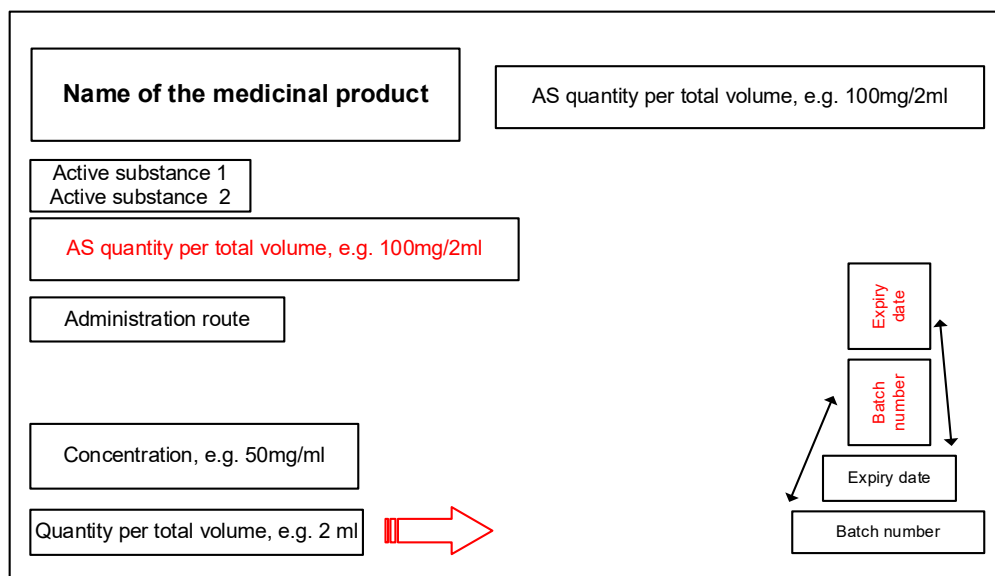 Name of the medicinal product
AS quantity per total volume, e.g. 100mg/2ml
Active substance 1
Active substance 2
AS quantity per total volume, e.g. 100mg/2ml
Administration route
Expiry
date
Batch
number
Concentration, e.g. 50mg/ml
Expiry date
Quantity per total volume, e.g. 2 ml
Batch number